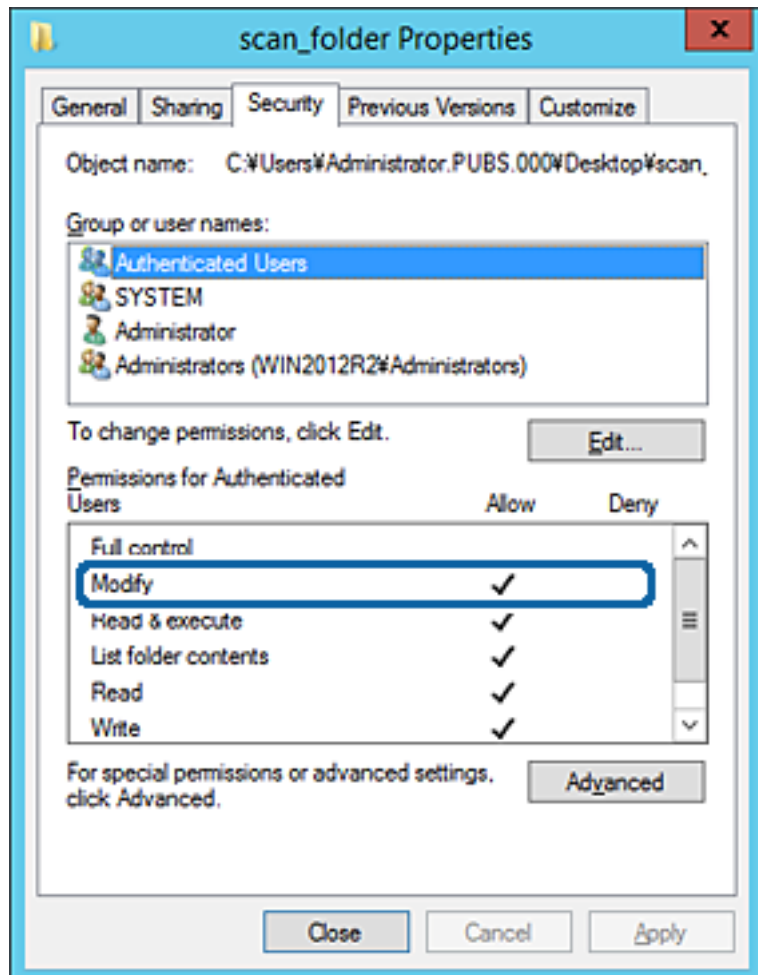 scan_folder Properties
x
General Sharing Security Previous Versions Customize
Object name: C:¥Users¥Administrator.PUBS.000¥Desktop¥scan_
Group or user names:
Authenticated Users
SYSTEM
Administrator
Administrators (WIN2012R2¥Administrators)
To change permissions, click Edit.
Edit...
Permissions for Authenticated
Users Allow Deny
Full control
Modify
Read & execute
List folder contents
Read
Write
For special permissions or advanced settings,
click Advanced.
Advanced
Close Cancel Apply